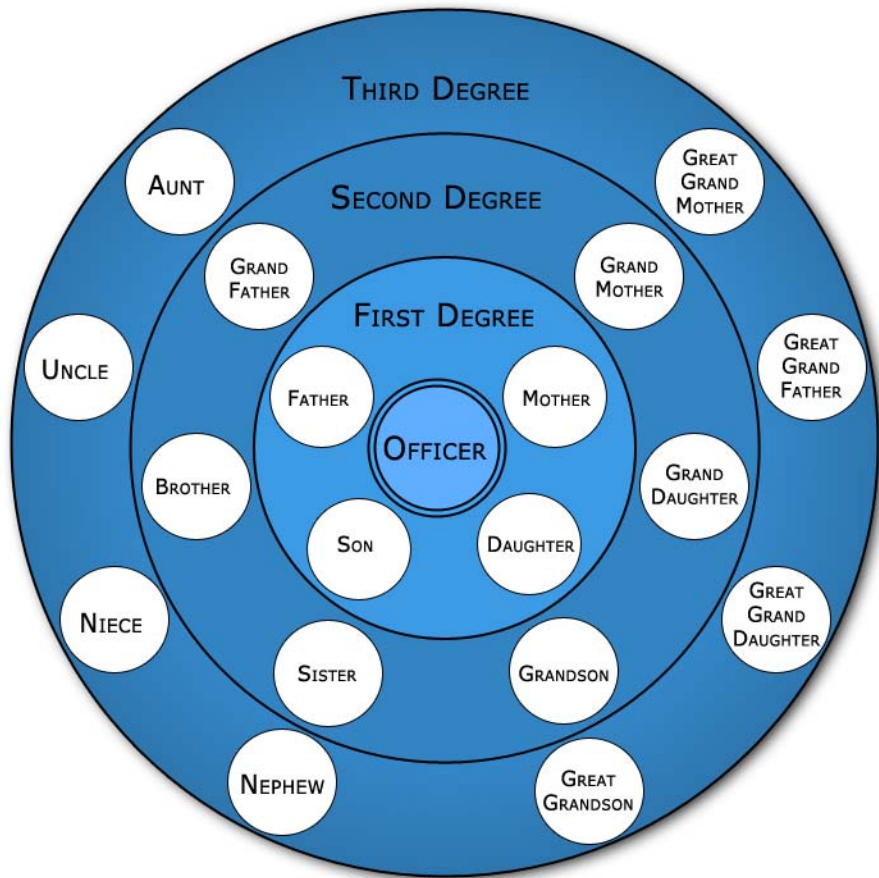 THIRD DEGREE
AUNT
GREAT
GRAND
MOTHER
SECOND DEGREE
GRAND
FATHER
GRAND
MOTHER
FIRST DEGREE
UNCLE
GREAT
GRAND
FATHER
FATHER
MOTHER
OFFICER
BROTHER
GRAND
DAUGHTER
SON
DAUGHTER
NIECE
GREAT
GRAND
DAUGHTER
SISTER
GRANDSON
NEPHEW
GREAT
GRANDSON